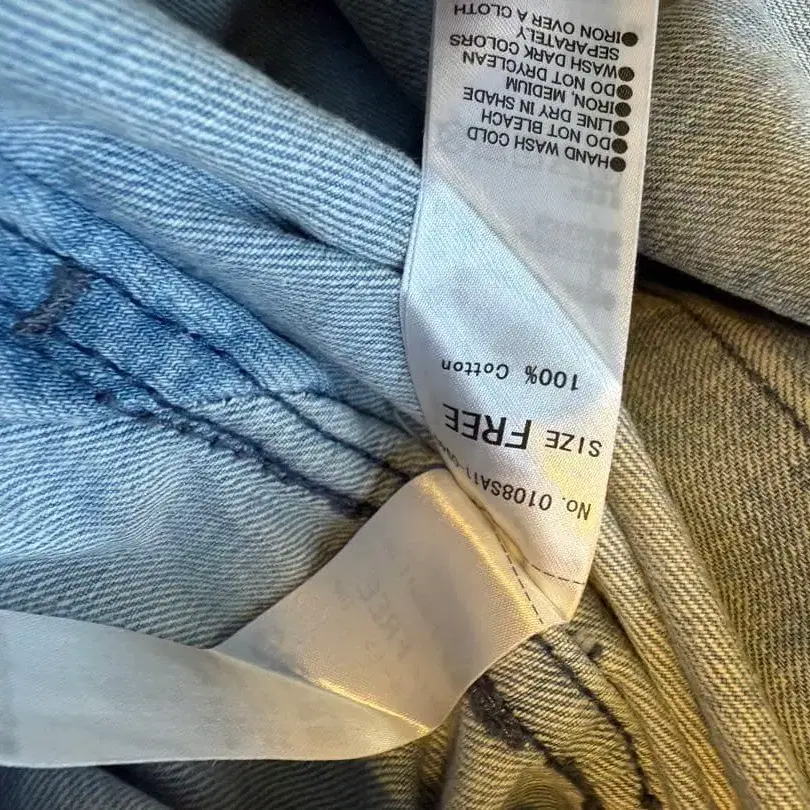 No. 0108SA11-
SIZE FREE
100% Cotton
●HAND WASH COLD
●DO NOT BLEACH
●LINE DRY IN SHADE
●IRON, MEDIUM
●DO NOT DRYCLEAN
●WASH DARK COLORS
SEPARATELY
●IRON OVER A CLOTH